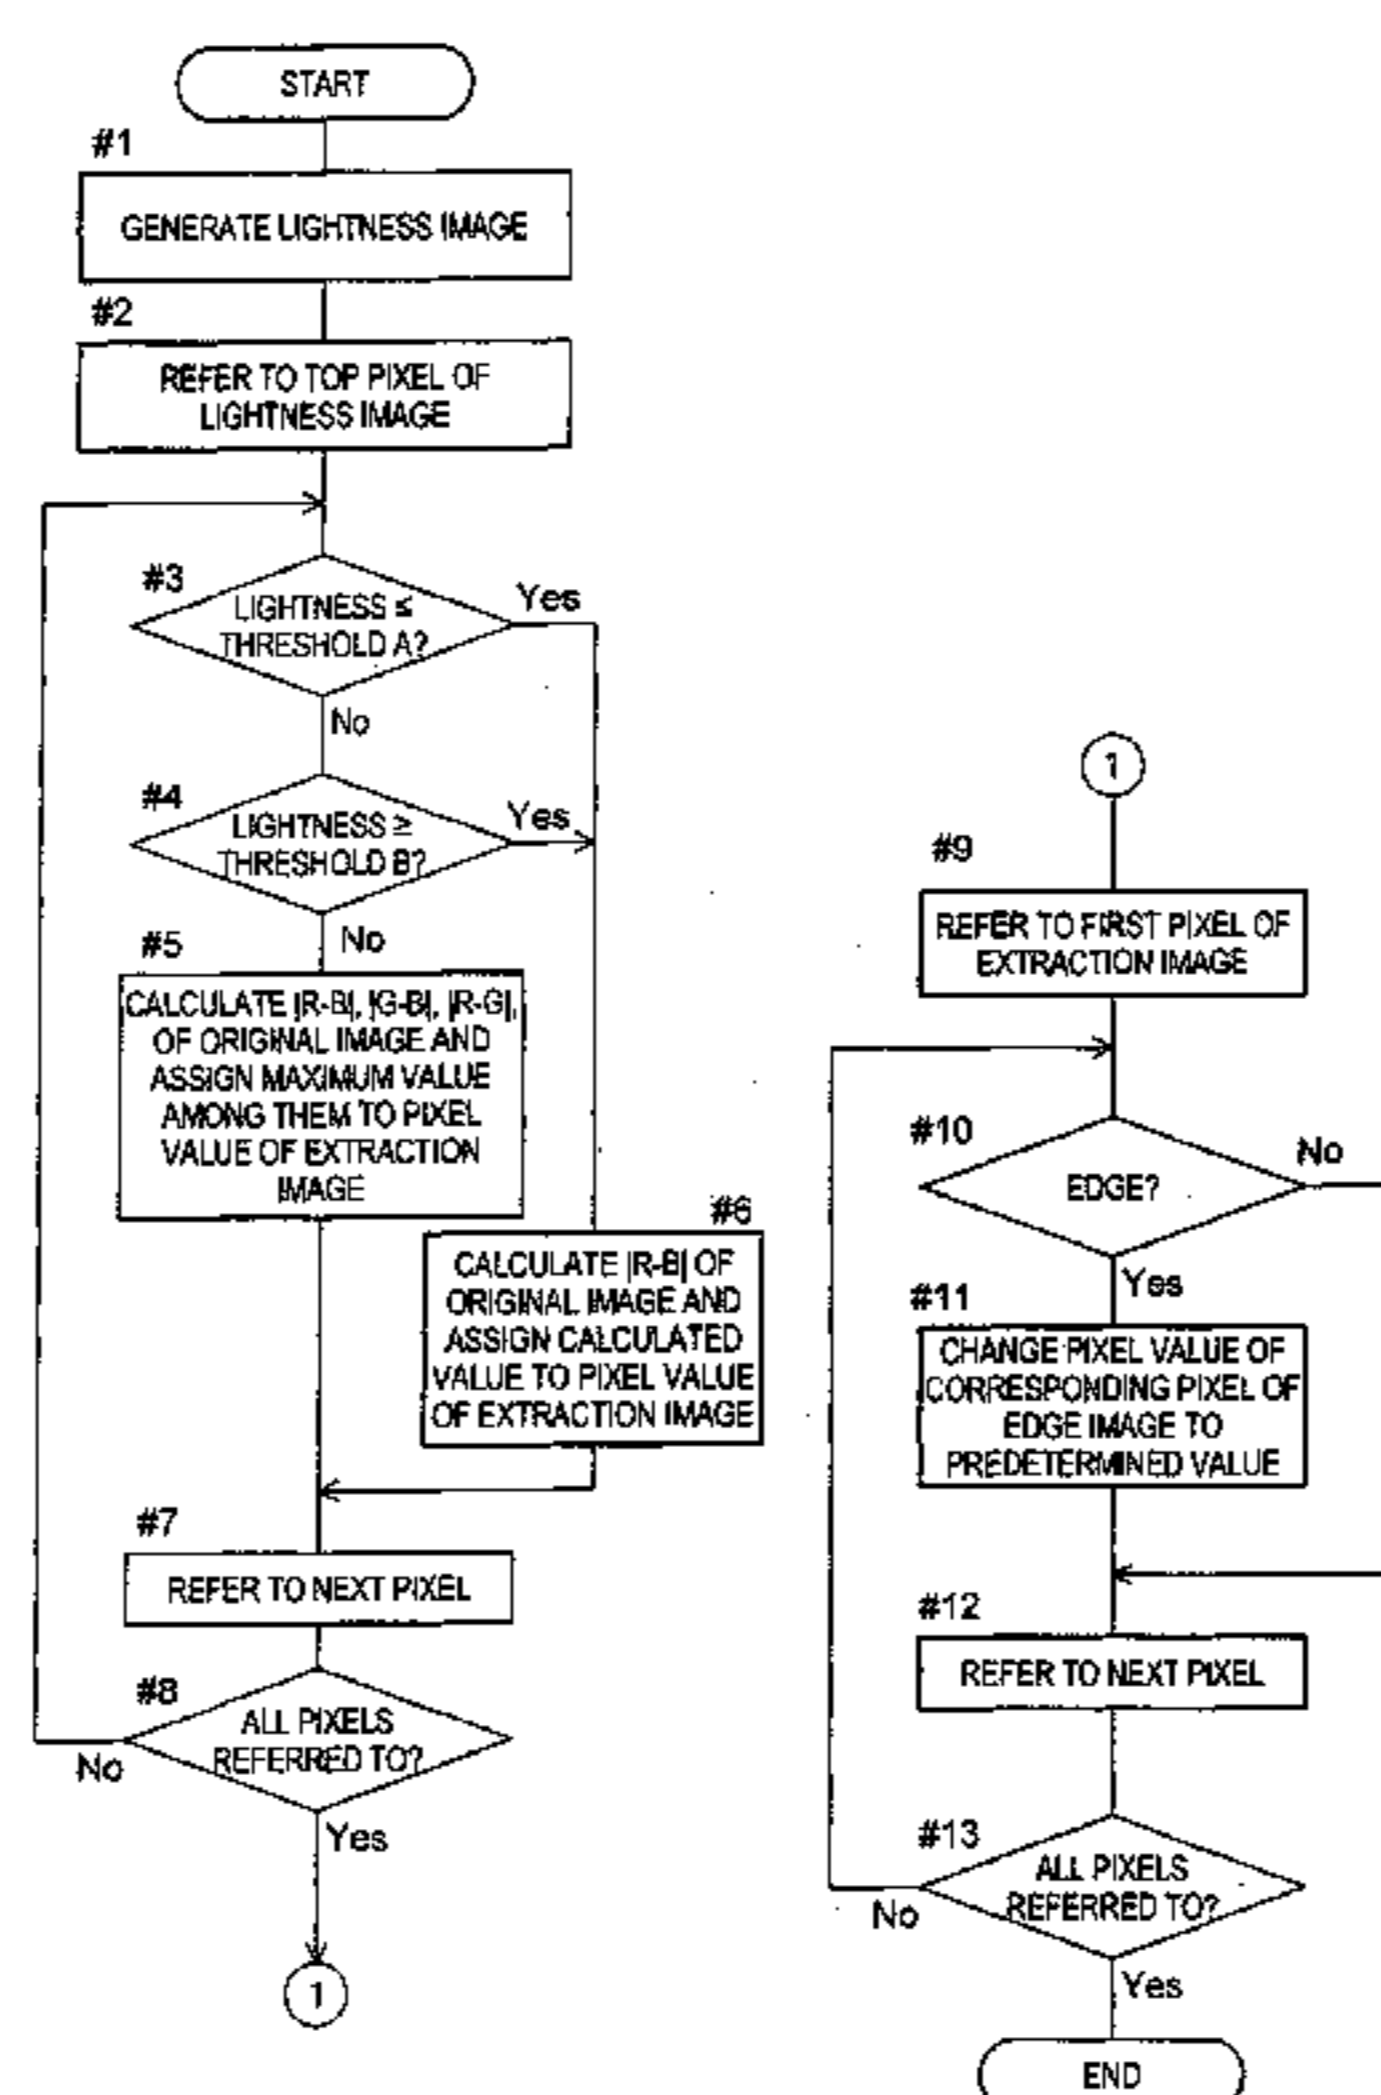 START
#1
GENERATE LIGHTNESS IMAGE
#2
REFER TO TOP PIXEL OF
LIGHTNESS IMAGE
#3
LIGHTNESS ≤
THRESHOLD A?
Yes
No
#4
LIGHTNESS ≥
THRESHOLD B?
Yes
No
#5
CALCULATE |R-B|, |G-B|, |R-G|,
OF ORIGINAL IMAGE AND
ASSIGN MAXIMUM VALUE
AMONG THEM TO PIXEL
VALUE OF EXTRACTION
IMAGE
#6
CALCULATE |R-B| OF
ORIGINAL IMAGE AND
ASSIGN CALCULATED
VALUE TO PIXEL VALUE
OF EXTRACTION IMAGE
#7
REFER TO NEXT PIXEL
#8
ALL PIXELS
REFERRED TO?
No
Yes
1
1
#9
REFER TO FIRST PIXEL OF
EXTRACTION IMAGE
#10
EDGE?
No
Yes
#11
CHANGE PIXEL VALUE OF
CORRESPONDING PIXEL OF
EDGE IMAGE TO
PREDETERMINED VALUE
#12
REFER TO NEXT PIXEL
#13
ALL PIXELS
REFERRED TO?
No
Yes
END